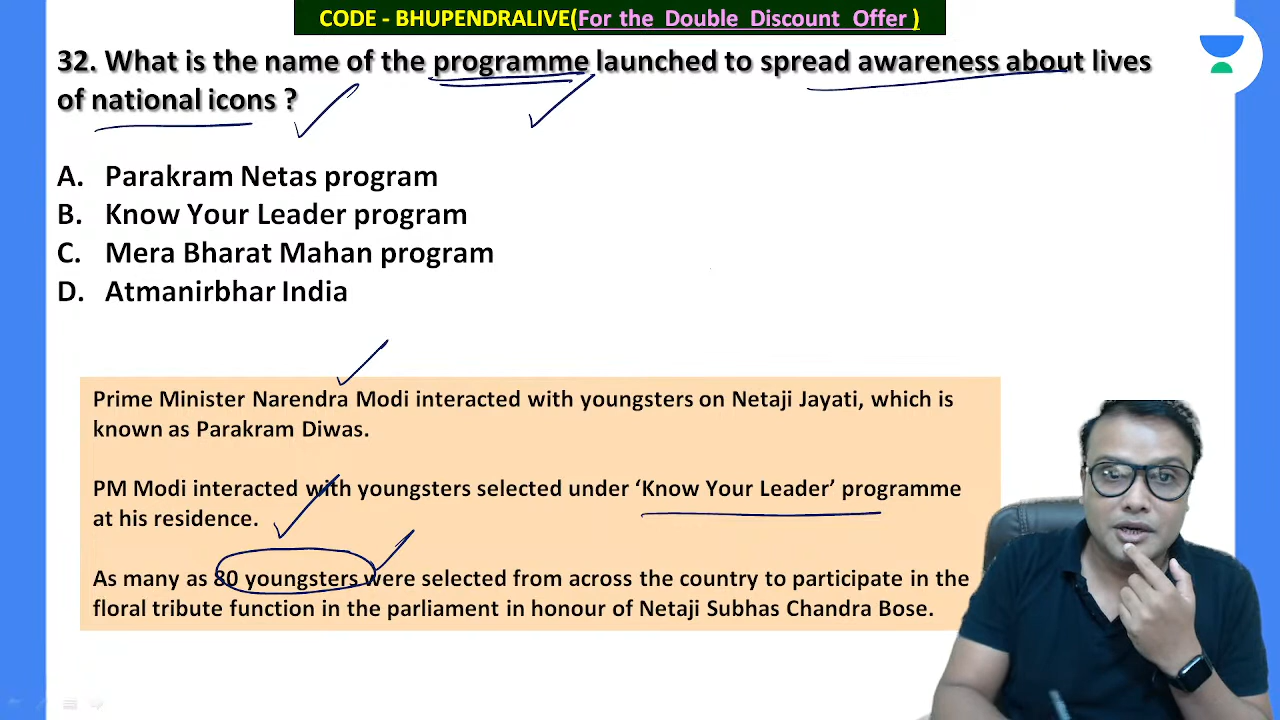 CODE - BHUPENDRALIVE(For the Double Discount Offer )
32. What is the name of the programme launched to spread awareness about lives
of national icons ?
A. Parakram Netas program
B. Know Your Leader program
C. Mera Bharat Mahan program
D. Atmanirbhar India
Prime Minister Narendra Modi interacted with youngsters on Netaji Jayati, which is
known as Parakram Diwas.
PM Modi interacted with youngsters selected under ‘Know Your Leader’ programme
at his residence.
As many as 80 youngsters were selected from across the country to participate in the
floral tribute function in the parliament in honour of Netaji Subhas Chandra Bose.